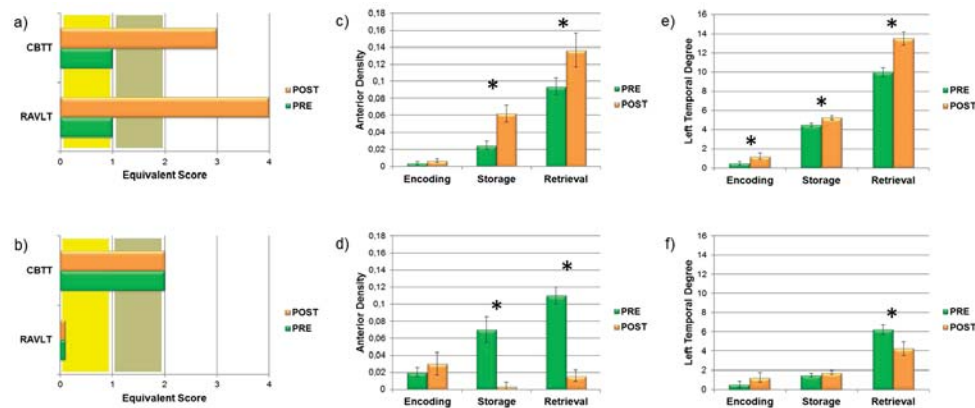 a)
CBTT
RAVLT
0 1 2 3 4
Equivalent Score
POST
PRE
c)
Anterior Density
0,18
0,16
0,14
0,12
0,1
0,08
0,06
0,04
0,02
0
*
*
Encoding Storage Retrieval
PRE
POST
e)
Left Temporal Degree
16
14
12
10
8
6
4
2
0
*
*
*
Encoding Storage Retrieval
PRE
POST
b)
CBTT
RAVLT
0 1 2 3 4
Equivalent Score
POST
PRE
d)
Anterior Density
0,18
0,16
0,14
0,12
0,1
0,08
0,06
0,04
0,02
0
*
*
Encoding Storage Retrieval
PRE
POST
f)
Left Temporal Degree
16
14
12
10
8
6
4
2
0
*
Encoding Storage Retrieval
PRE
POST